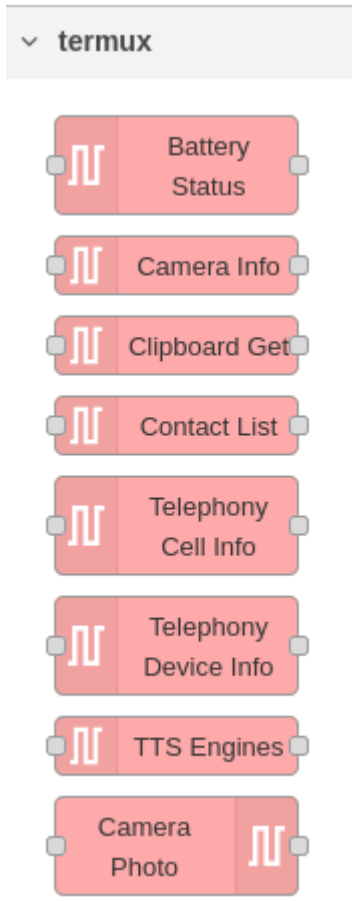 termux
Battery
Status
Camera Info
Clipboard Get
Contact List
Telephony
Cell Info
Telephony
Device Info
TTS Engines
Camera
Photo